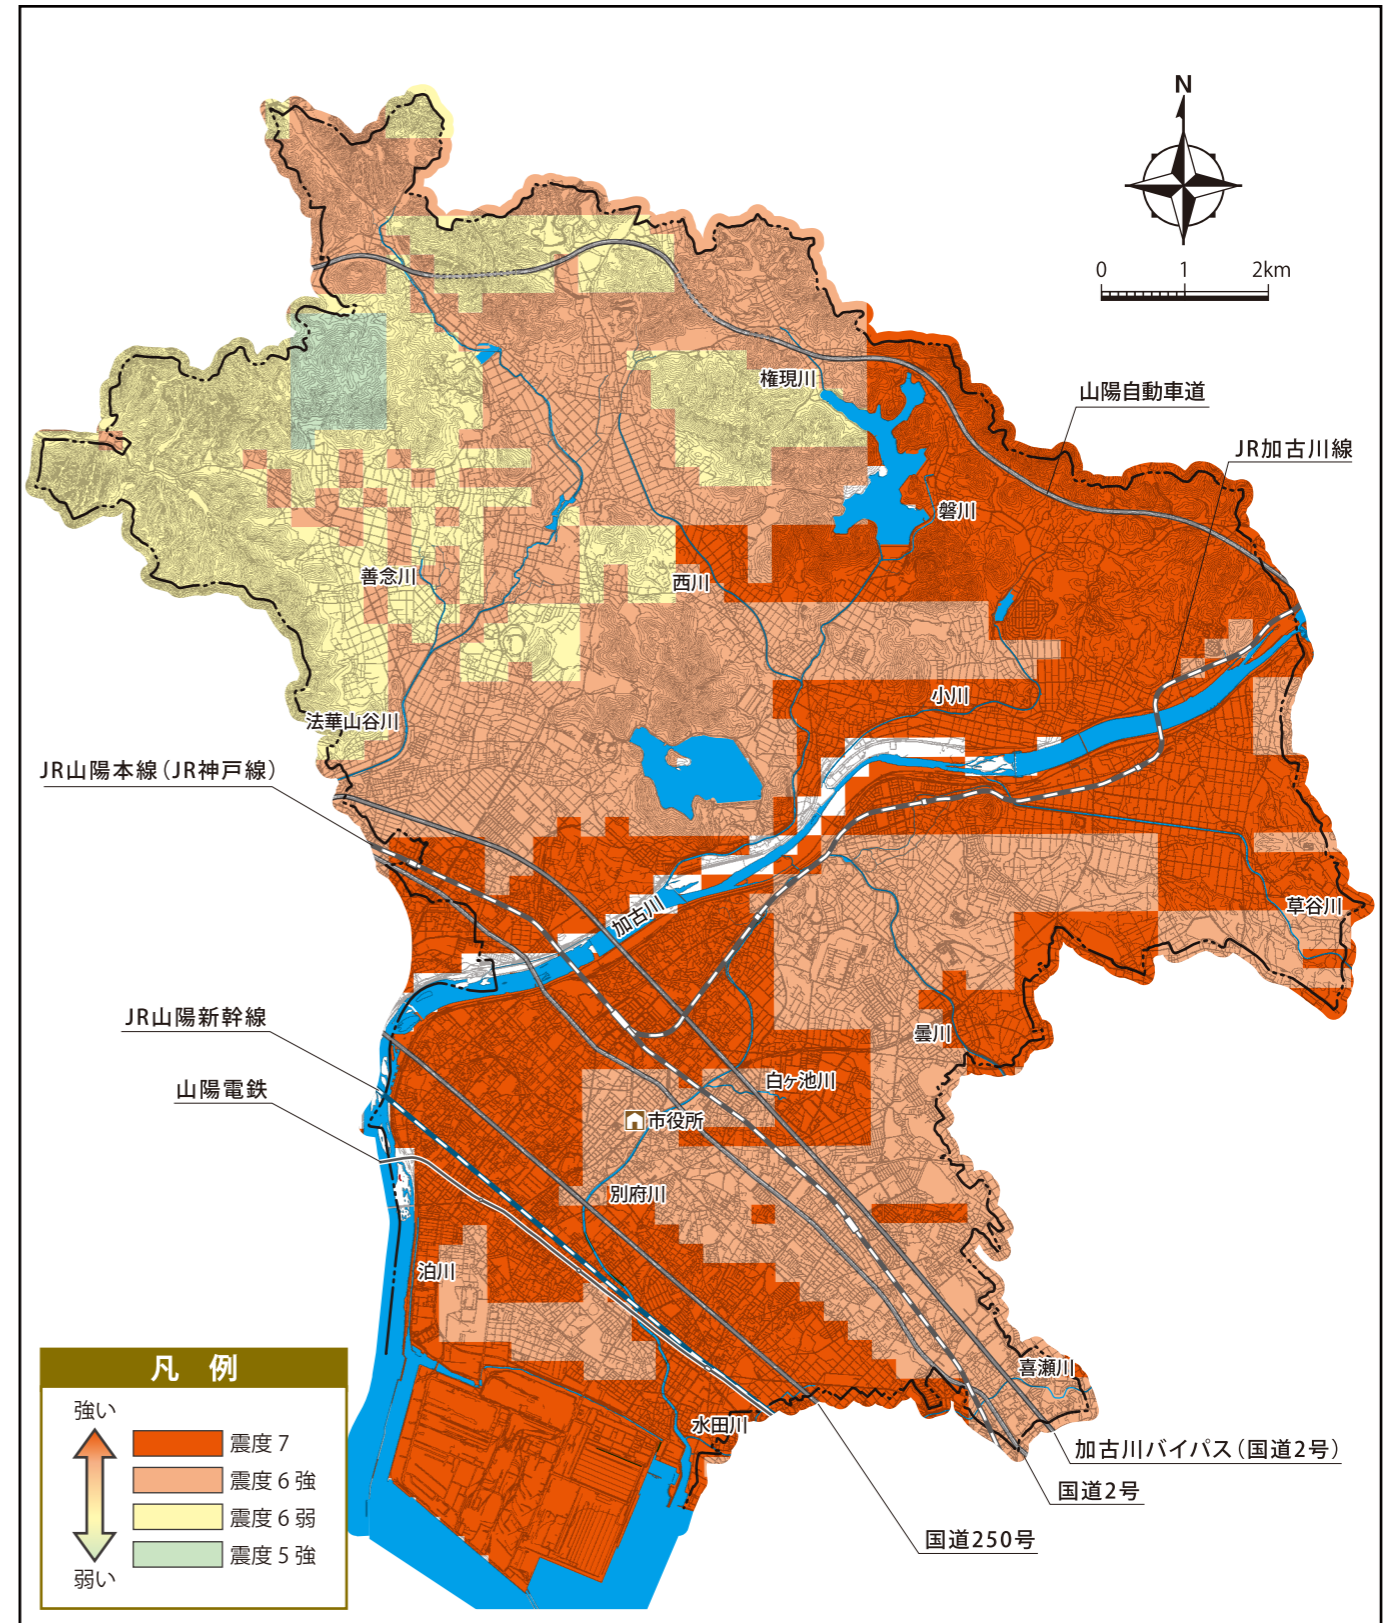 N
0 1 2km
権現川
山陽自動車道
JR加古川線
磐川
善念川
西川
小川
法華山谷川
JR山陽本線（JR神戸線）
加古川
草谷川
JR山陽新幹線
曇川
山陽電鉄
白ヶ池川
市役所
別府川
泊川
喜瀬川
水田川
加古川バイパス（国道2号）
国道2号
国道250号
凡 例
強い
震度 7
震度 6 強
震度 6 弱
震度 5 強
弱い